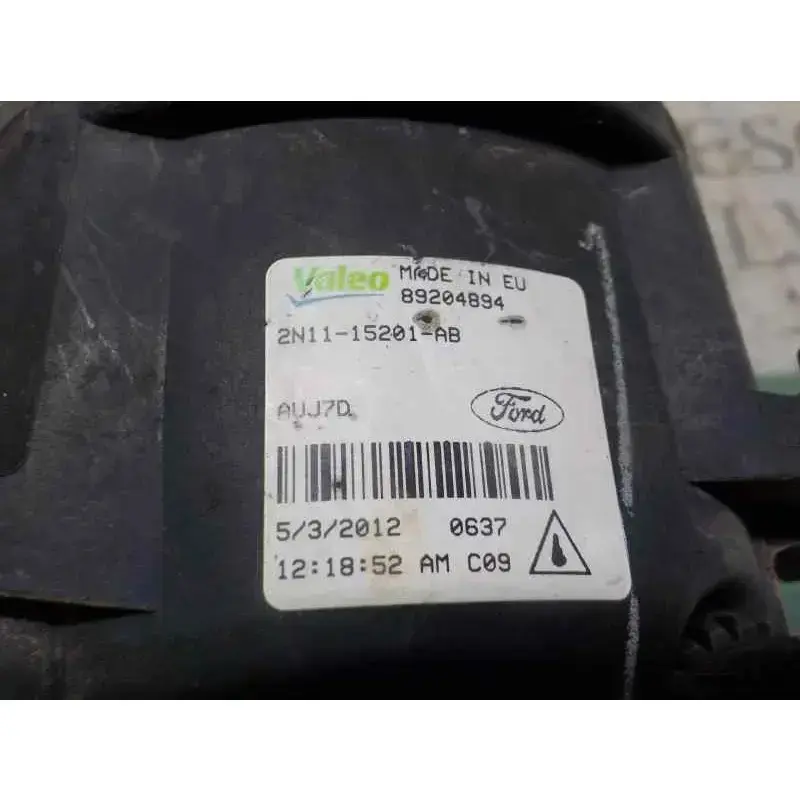 Valeo MADE IN EU
89204894
2N11-15201-AB
AUJ7D
Ford
5/3/2012 0637
12:18:52 AM C09